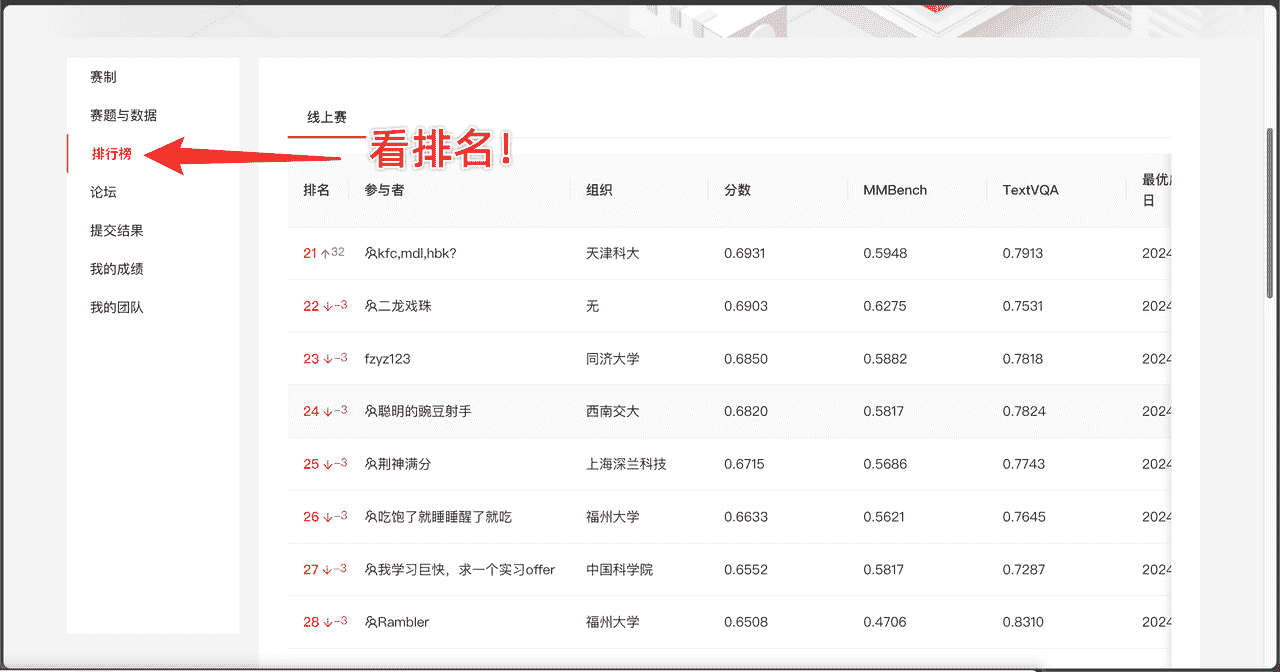 赛制
赛题与数据
排行榜
论坛
提交结果
我的成绩
我的团队
线上赛
看排名!
排名 参与者 组织 分数 MMBench TextVQA 最优
日
21 ↑32 kfc,mdl,hbk? 天津科大 0.6931 0.5948 0.7913 2024
22 ↓-3 二龙戏珠 无 0.6903 0.6275 0.7531 2024
23 ↓-3 fzyz123 同济大学 0.6850 0.5882 0.7818 2024
24 ↓-3 聪明的豌豆射手 西南交大 0.6820 0.5817 0.7824 2024
25 ↓-3 荆神满分 上海深兰科技 0.6715 0.5686 0.7743 2024
26 ↓-3 吃饱了就睡睡醒了就吃 福州大学 0.6633 0.5621 0.7645 2024
27 ↓-3 我学习巨快，求一个实习offer 中国科学院 0.6552 0.5817 0.7287 2024
28 ↓-3 Rambler 福州大学 0.6508 0.4706 0.8310 2024